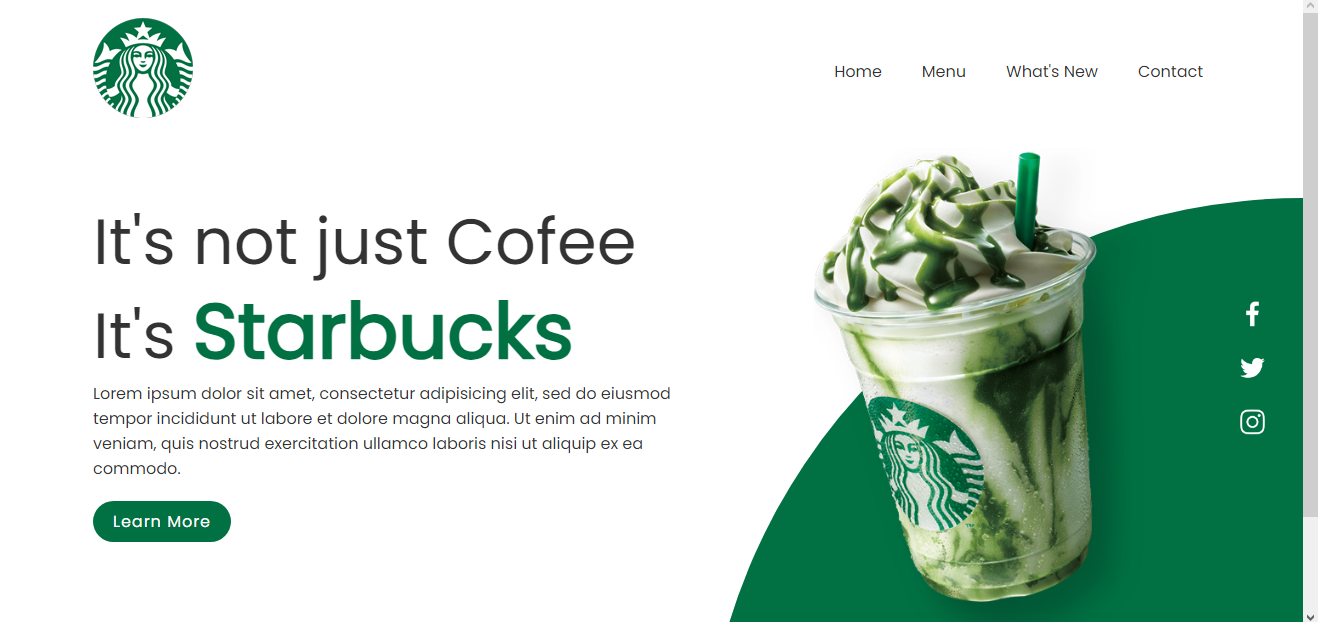 Home Menu What's New Contact
It's not just Cofee
It's Starbucks
Lorem ipsum dolor sit amet, consectetur adipisicing elit, sed do eiusmod
tempor incididunt ut labore et dolore magna aliqua. Ut enim ad minim
veniam, quis nostrud exercitation ullamco laboris nisi ut aliquip ex ea
commodo.
Learn More